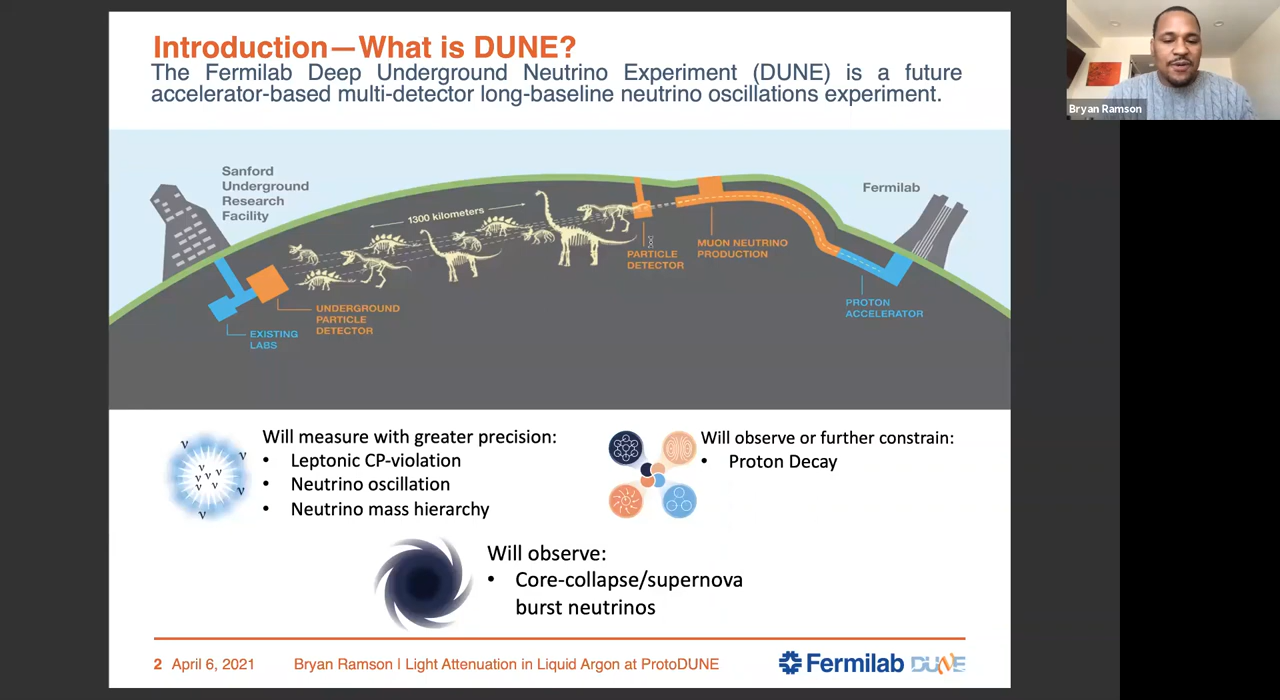 Introduction—What is DUNE?
The Fermilab Deep Underground Neutrino Experiment (DUNE) is a future
accelerator-based multi-detector long-baseline neutrino oscillations experiment.
Bryan Ramson
Sanford
Underground
Research
Facility
1300 kilometers
Fermilab
PARTICLE
DETECTOR
MUON NEUTRINO
PRODUCTION
PROTON
ACCELERATOR
UNDERGROUND
PARTICLE
DETECTOR
EXISTING
LABS
Will measure with greater precision:
• Leptonic CP-violation
• Neutrino oscillation
• Neutrino mass hierarchy
ν ν ν ν ν ν ν ν ν ν ν
Will observe or further constrain:
• Proton Decay
Will observe:
• Core-collapse/supernova
burst neutrinos
2 April 6, 2021 Bryan Ramson | Light Attenuation in Liquid Argon at ProtoDUNE
Fermilab DUNE